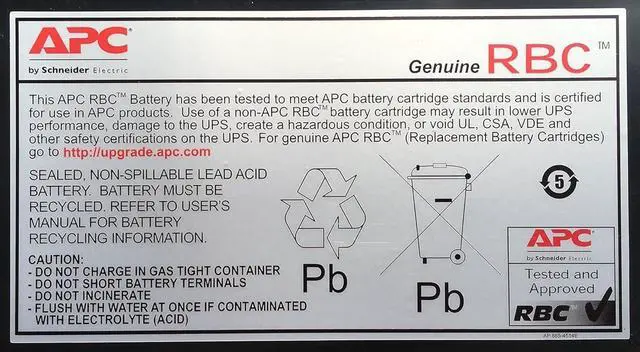 APC®
by Schneider Electric
Genuine RBC™
This APC RBC™ Battery has been tested to meet APC battery cartridge standards and is certified
for use in APC products. Use of a non-APC RBC™ battery cartridge may result in lower UPS
performance, damage to the UPS, create a hazardous condition, or void UL, CSA, VDE and
other safety certifications on the UPS. For genuine APC RBC™ (Replacement Battery Cartridges)
go to http://upgrade.apc.com
SEALED, NON-SPILLABLE LEAD ACID
BATTERY. BATTERY MUST BE
RECYCLED. REFER TO USER'S
MANUAL FOR BATTERY
RECYCLING INFORMATION.
CAUTION:
- DO NOT CHARGE IN GAS TIGHT CONTAINER
- DO NOT SHORT BATTERY TERMINALS
- DO NOT INCINERATE
- FLUSH WITH WATER AT ONCE IF CONTAMINATED
WITH ELECTROLYTE (ACID)
Pb
Pb
5
APC®
by Schneider Electric
Tested and
Approved
RBC